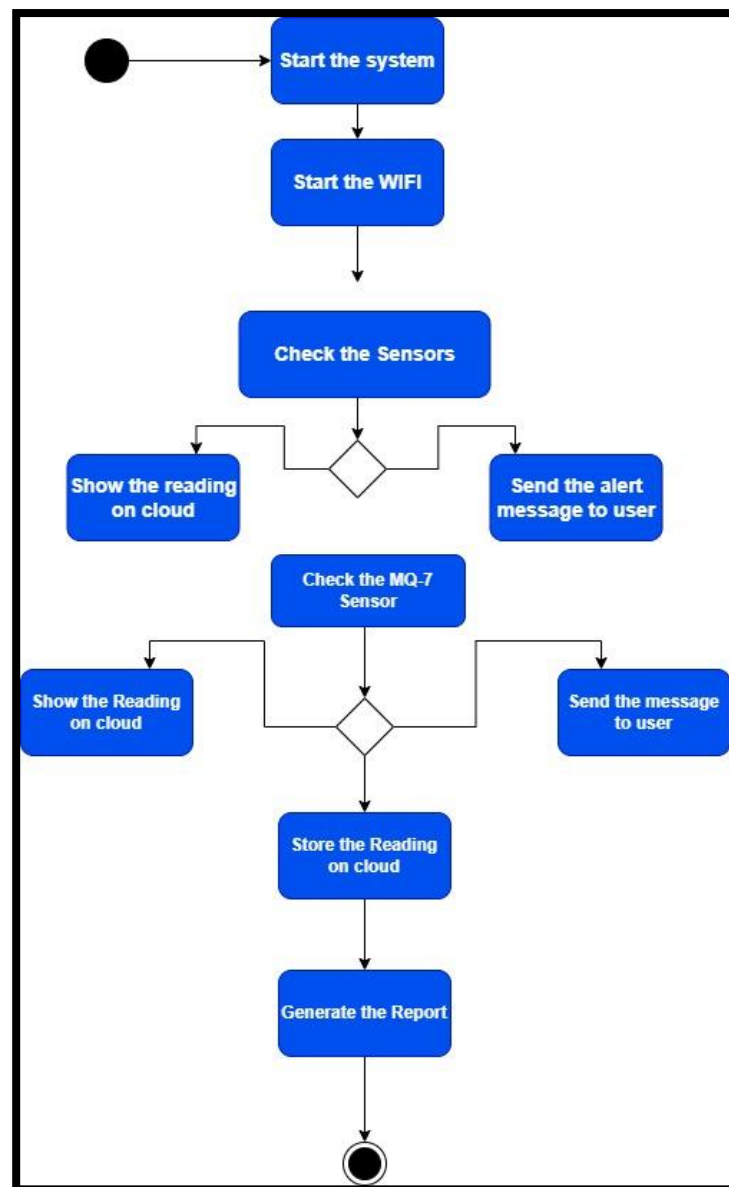 Start the system
Start the WIFI
Check the Sensors
Show the reading
on cloud
Send the alert
message to user
Check the MQ-7
Sensor
Show the Reading
on cloud
Send the message
to user
Store the Reading
on cloud
Generate the Report